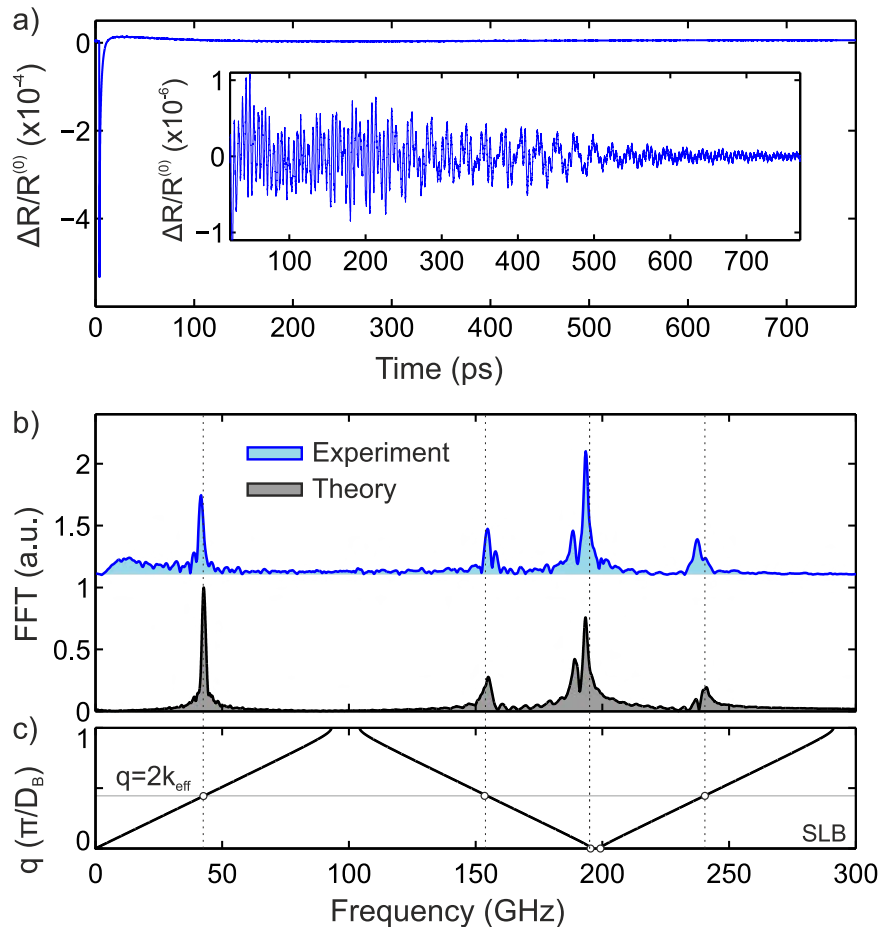 a)
0
−2
−4
ΔR/R⁽⁰⁾ (x10⁻⁴)
1
0
−1
ΔR/R⁽⁰⁾ (x10⁻⁶)
100 200 300 400 500 600 700
0 100 200 300 400 500 600 700
Time (ps)
b)
Experiment
Theory
2
1.5
1
0.5
0
FFT (a.u.)
c)
1
0
q (π/D_B)
q=2k_eff
SLB
0 50 100 150 200 250 300
Frequency (GHz)